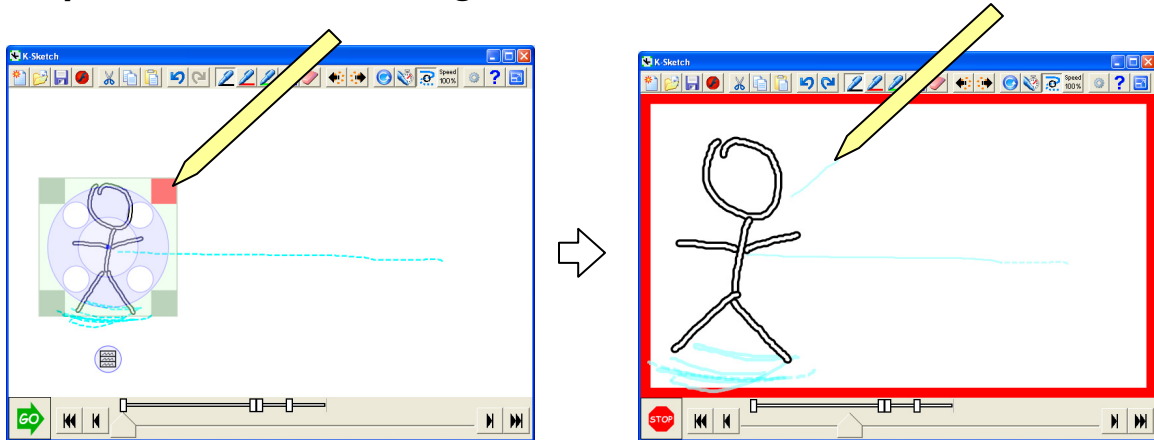 K-Sketch
Speed
100%
?
GO
K-Sketch
Speed
100%
?
STOP